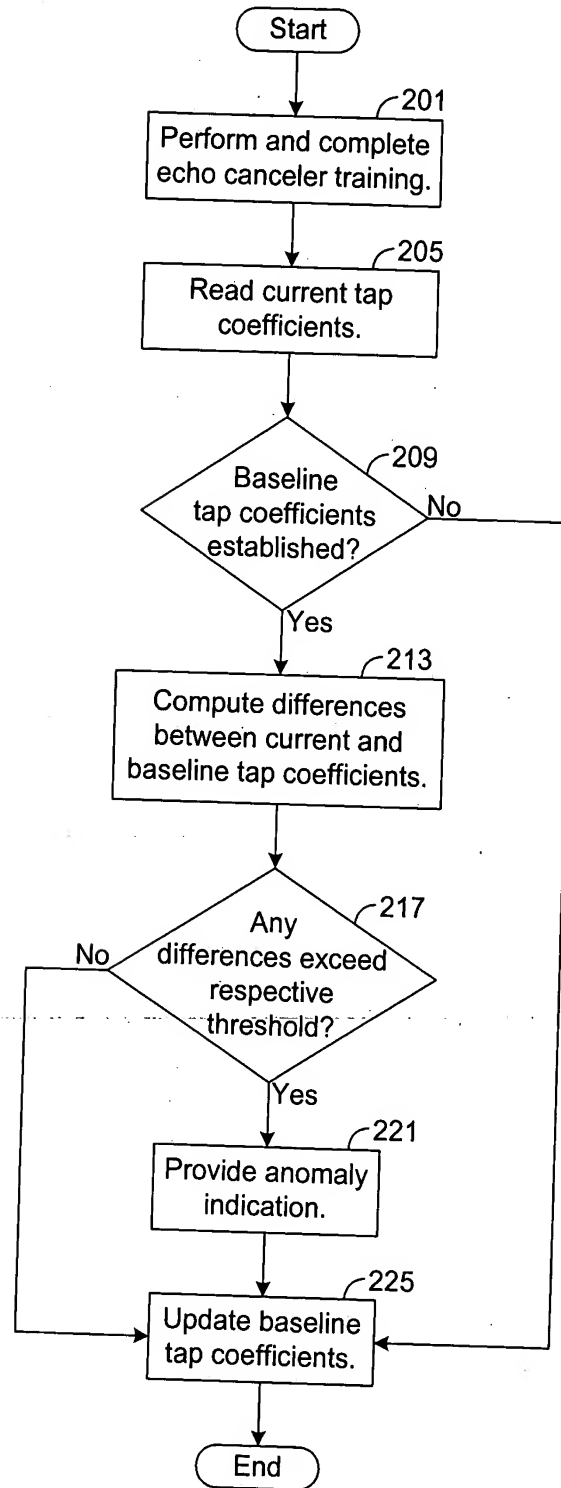 Start
201
Perform and complete
echo canceler training.
205
Read current tap
coefficients.
209
Baseline
tap coefficients
established?
No
Yes
213
Compute differences
between current and
baseline tap coefficients.
217
Any
differences exceed
respective
threshold?
No
Yes
221
Provide anomaly
indication.
225
Update baseline
tap coefficients.
End